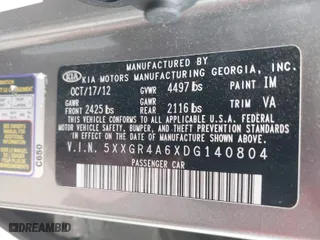 MANUFACTURED BY
KIA KIA MOTORS MANUFACTURING GEORGIA, INC.
OCT/17/12 GVWR 4497 lbs PAINT IM
GAWR FRONT 2425 lbs GAWR REAR 2116 lbs TRIM VA
THIS VEHICLE CONFORMS TO ALL APPLICABLE FEDERAL
MOTOR VEHICLE SAFETY, BUMPER, AND THEFT PREVENTION
STANDARDS IN EFFECT ON THE DATE OF
MANUFACTURE SHOWN ABOVE.
V.I.N. 5XXGR4A6XDG140804
PASSENGER CAR
C650
DREAMBID